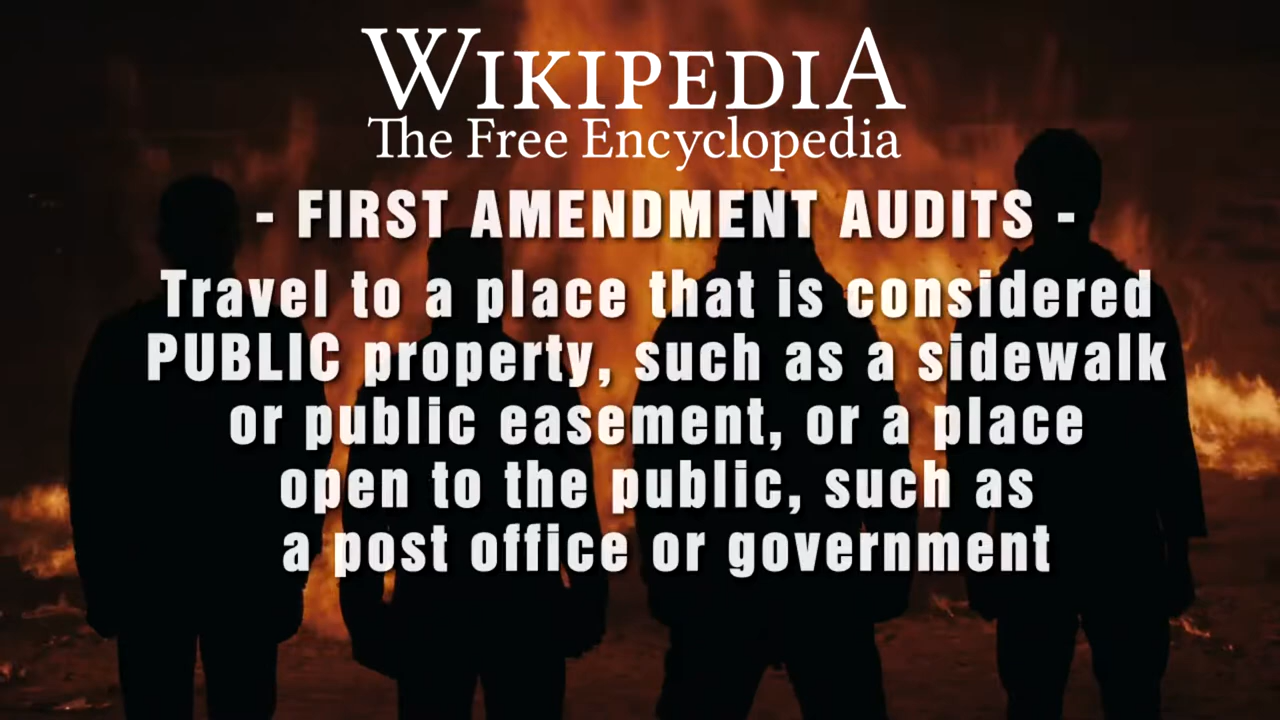 WIKIPEDIA
The Free Encyclopedia
- FIRST AMENDMENT AUDITS -
Travel to a place that is considered
PUBLIC property, such as a sidewalk
or public easement, or a place
open to the public, such as
a post office or government